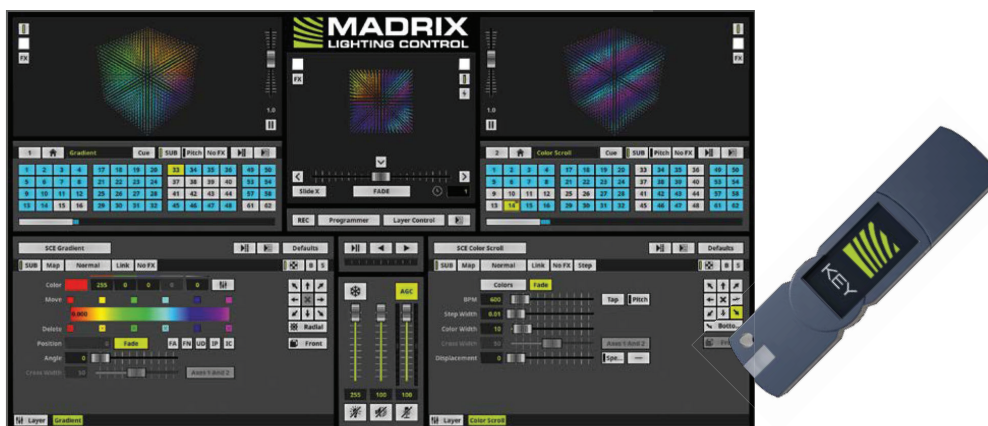 MADRIX
LIGHTING CONTROL
FX
1.0
FX
FX
1.0
1 Gradient Cue SUB Pitch No FX
1 2 3 4 17 18 19 20 33 34 35 36 49 50
5 6 7 8 21 22 23 24 37 38 39 40 53 54
9 10 11 12 25 26 27 28 41 42 43 44 57 58
13 14 15 16 29 30 31 32 45 46 47 48 61 62
Slide X FADE 1
REC Programmer Layer Control
2 Color Scroll Cue SUB Pitch No FX
1 2 3 4 17 18 19 20 33 34 35 36 49 50
5 6 7 8 21 22 23 24 37 38 39 40 53 54
9 10 11 12 25 26 27 28 41 42 43 44 57 58
13 14 15 16 29 30 31 32 45 46 47 48 61 62
SCE Gradient Defaults
SUB Map Normal Link No FX B S
Color 255 0 0 0 0
Move
0.000
Delete
Radial
Position 0 Fade FA FN UD IP IC Front
Angle 0
Cross Width 50 Axes 1 And 2
Layer Gradient
AGC
255 100 100
SCE Color Scroll Defaults
SUB Map Normal Link No FX Step B S
Colors Fade
BPM 600 Tap Pitch
Step Width 0.01
Color Width 10 Botto...
Cross Width 50 Axes 1 And 2
Displacement 0 Spe...
Layer Color Scroll
KEY